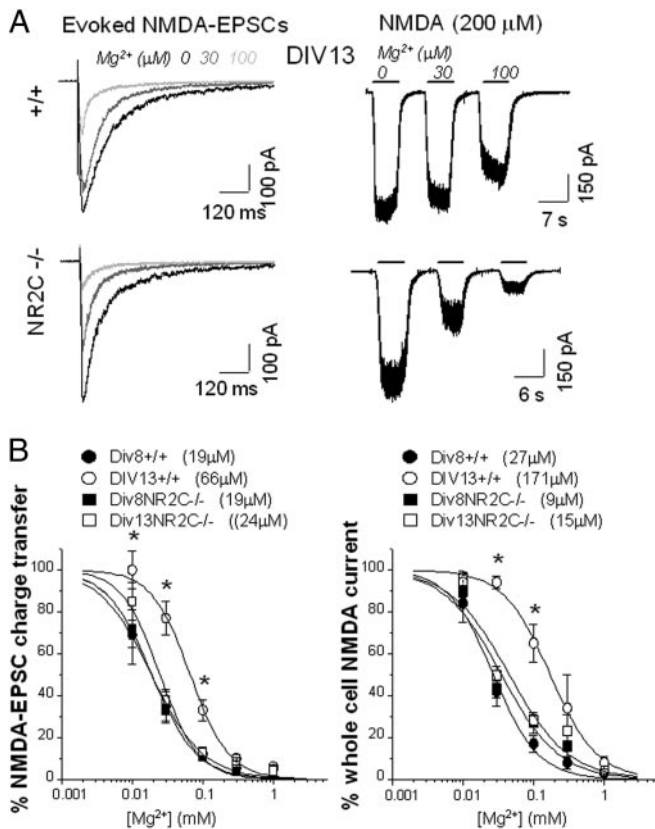 A
Evoked NMDA-EPSCs
NMDA (200 µM)
Mg²⁺ (µM) 0 30 100
DIV13
Mg²⁺ (µM)
0 30 100
+/+
100 pA
120 ms
150 pA
7 s
NR2C -/-
100 pA
120 ms
150 pA
6 s
B
Div8+/+ (19µM)
DIV13+/+ (66µM)
Div8NR2C-/- (19µM)
Div13NR2C-/- ((24µM)
Div8+/+ (27µM)
DIV13+/+ (171µM)
Div8NR2C-/- (9µM)
Div13NR2C-/- (15µM)
% NMDA-EPSC charge transfer
100
80
60
40
20
0
* * *
0.001 0.01 0.1 1
[Mg²⁺] (mM)
% whole cell NMDA current
100
80
60
40
20
0
* *
0.001 0.01 0.1 1
[Mg²⁺] (mM)